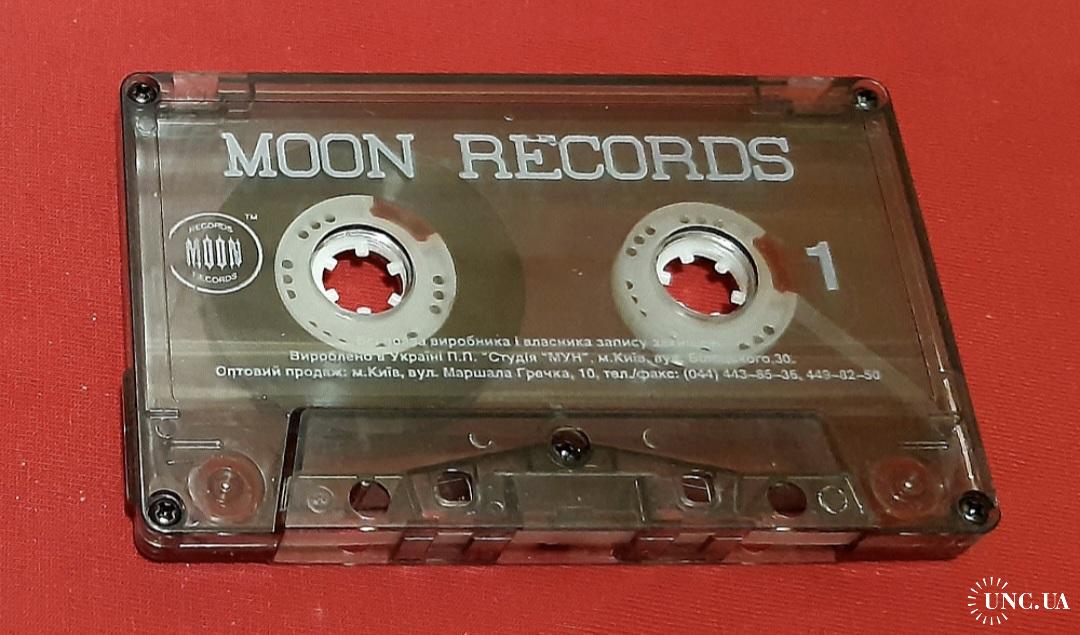 MOON RECORDS
RECORDS
TM
MOON
RECORDS
1
виробника і власника запису
Вироблено в Україні П.П. "Студія "МУН", м.Київ, вул. 30.
Оптовий продаж: м.Київ, вул. Маршала Гречка, 10, тел./факс: (044) 443-85-35, 443-82-50
UNC.UA